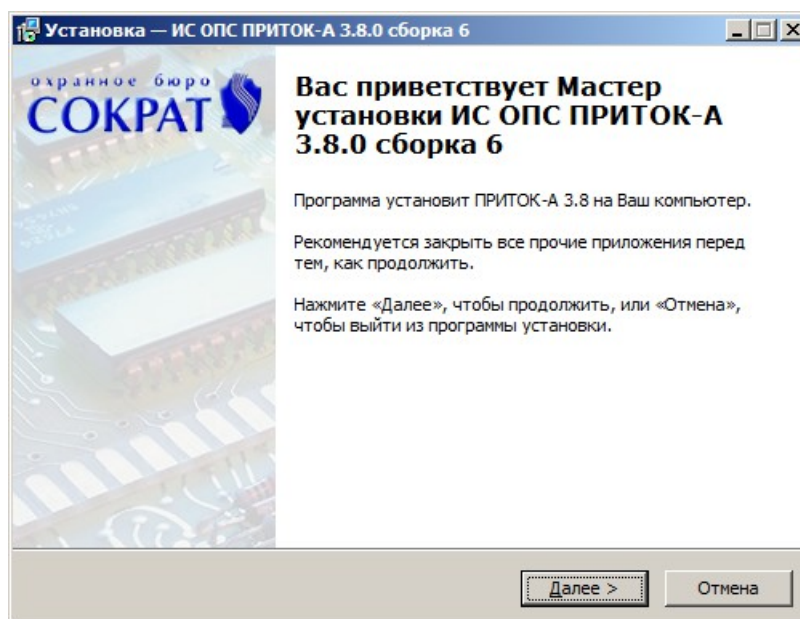 Установка — ИС ОПС ПРИТОК-А 3.8.0 сборка 6
охранное бюро
СОКРАТ
Вас приветствует Мастер
установки ИС ОПС ПРИТОК-А
3.8.0 сборка 6
Программа установит ПРИТОК-А 3.8 на Ваш компьютер.
Рекомендуется закрыть все прочие приложения перед
тем, как продолжить.
Нажмите «Далее», чтобы продолжить, или «Отмена»,
чтобы выйти из программы установки.
Далее >
Отмена